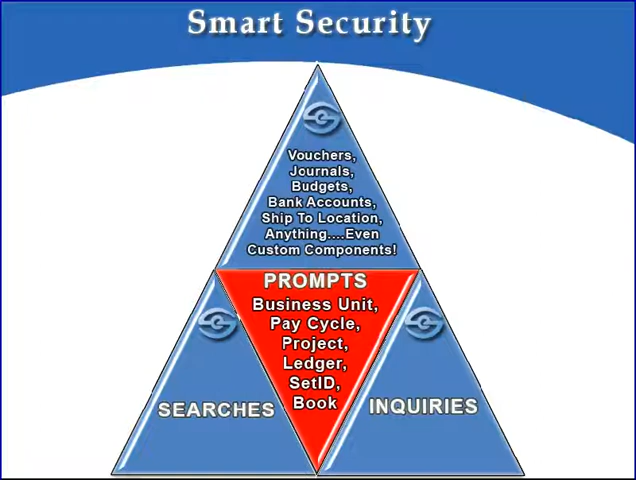 Smart Security
Vouchers,
Journals,
Budgets,
Bank Accounts,
Ship To Location,
Anything....Even
Custom Components!
PROMPTS
Business Unit,
Pay Cycle,
Project,
Ledger,
SetID,
Book
SEARCHES
INQUIRIES